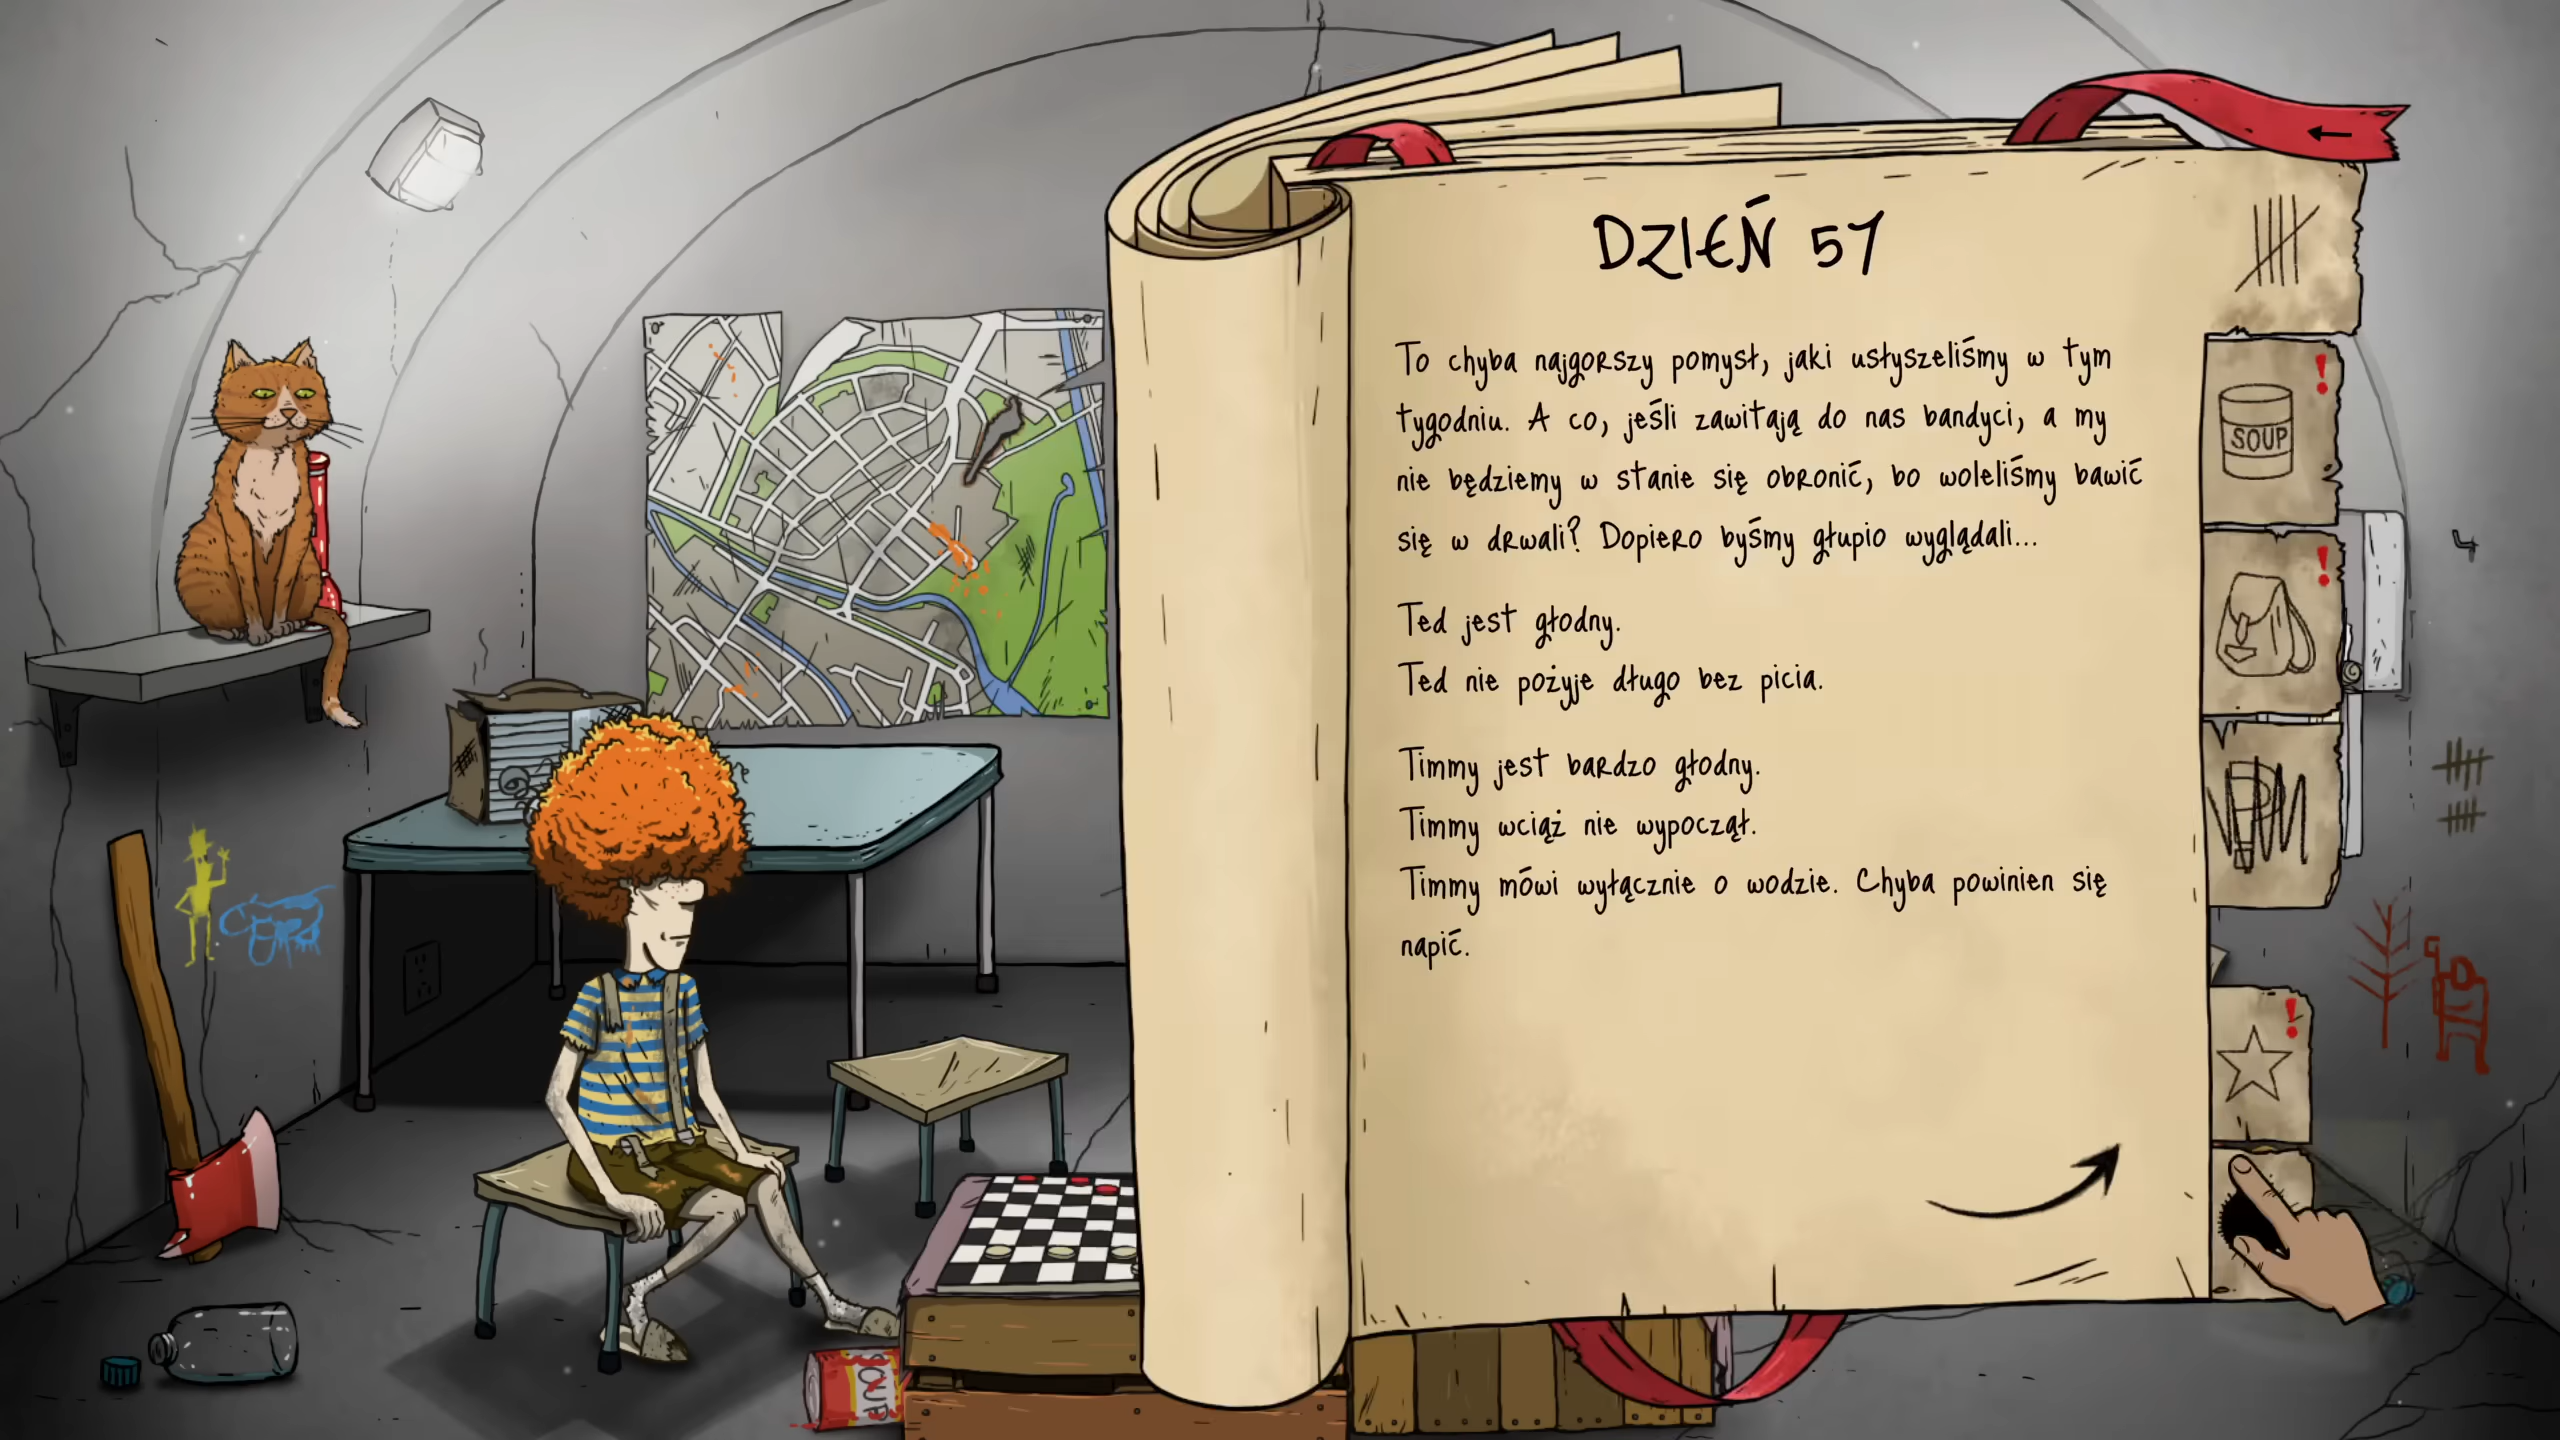 DZIEŃ 57
To chyba najgorszy pomysł, jaki usłyszeliśmy w tym
tygodniu. A co, jeśli zawitają do nas bandyci, a my
nie będziemy w stanie się obronić, bo woleliśmy bawić
się w drwali? Dopiero byśmy głupio wyglądali...
Ted jest głodny.
Ted nie pożyje długo bez picia.
Timmy jest bardzo głodny.
Timmy wciąż nie wypoczął.
Timmy mówi wyłącznie o wodzie. Chyba powinien się
napić.
!
SOUP
!
!
SOUP